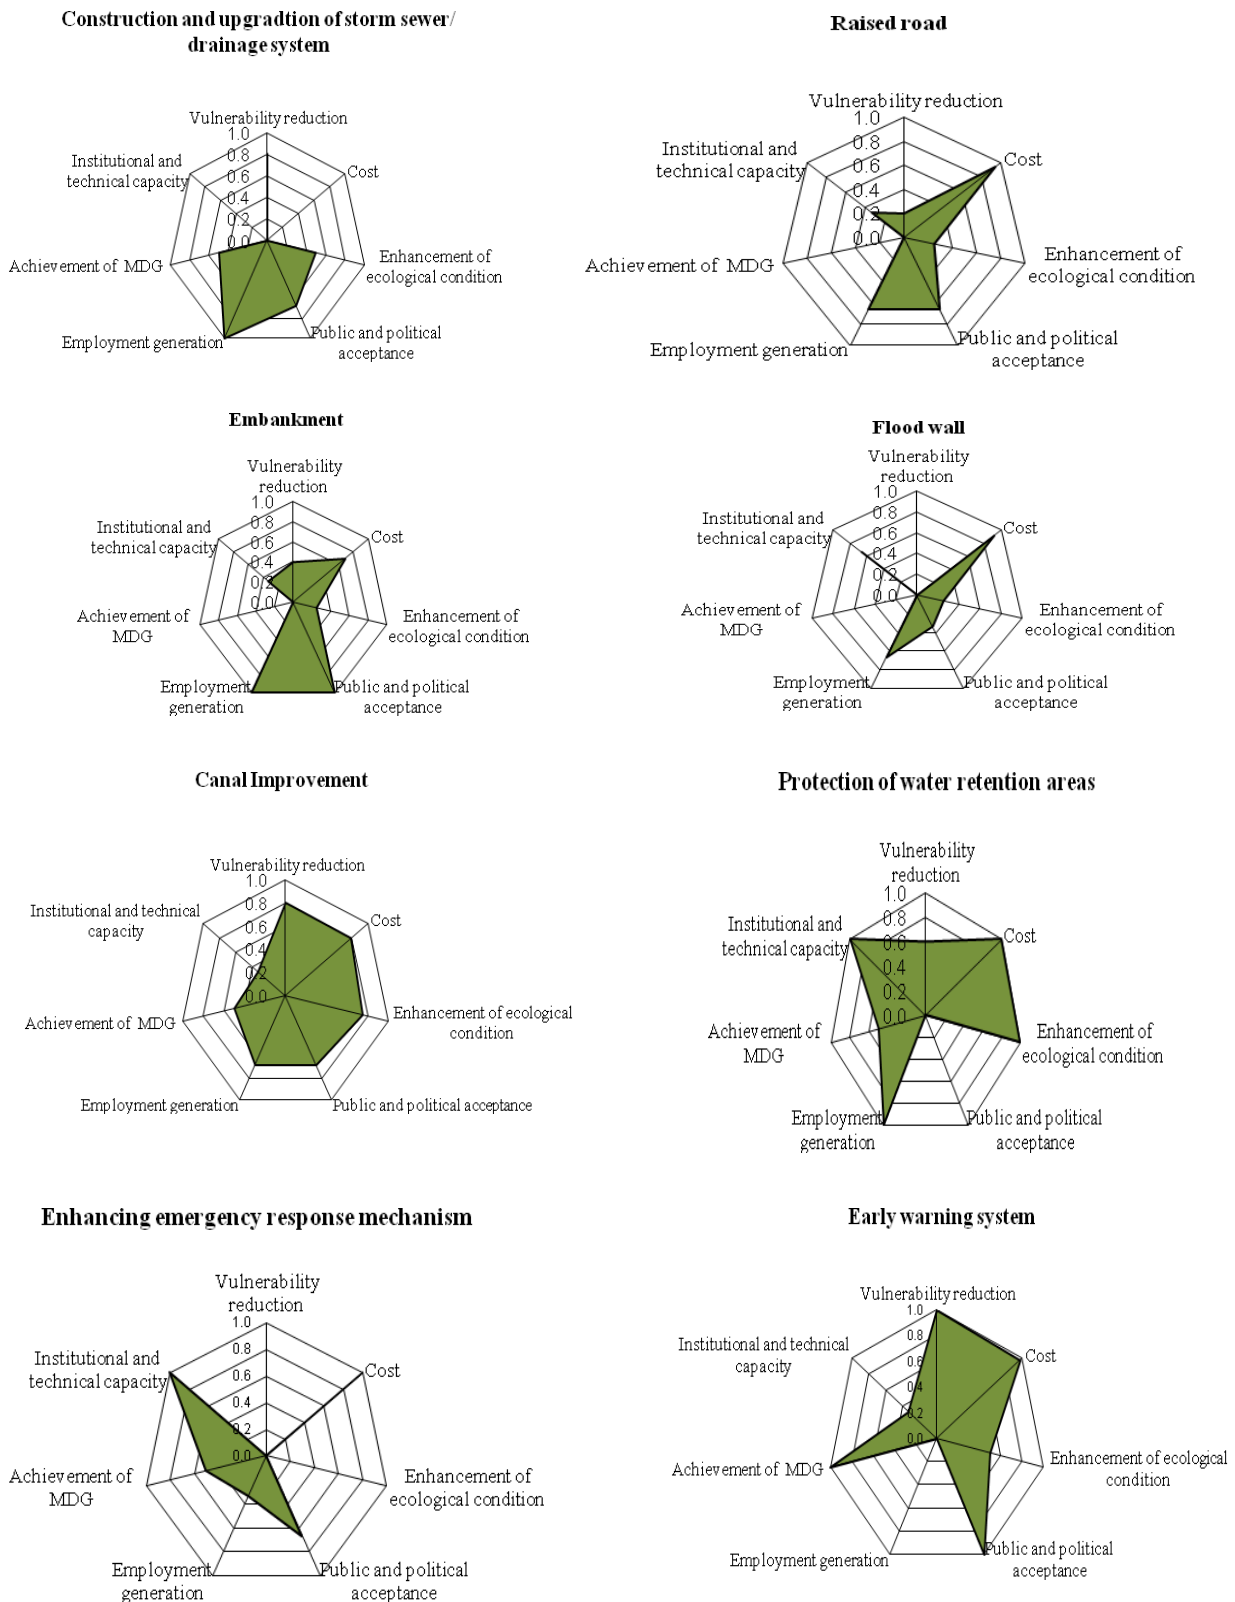 Construction and upgradtion of storm sewer/
drainage system
Vulnerability reduction
1.0
0.8
0.6
0.4
0.2
0.0
Cost
Enhancement of
ecological condition
Public and political
acceptance
Employment generation
Achievement of MDG
Institutional and
technical capacity
Raised road
Vulnerability reduction
1.0
0.8
0.6
0.4
0.2
0.0
Cost
Enhancement of
ecological condition
Public and political
acceptance
Employment generation
Achievement of MDG
Institutional and
technical capacity
Embankment
Vulnerability
reduction
1.0
0.8
0.6
0.4
0.2
0.0
Cost
Enhancement of
ecological condition
Public and political
acceptance
Employment
generation
Achievement of
MDG
Institutional and
technical capacity
Flood wall
Vulnerability
reduction
1.0
0.8
0.6
0.4
0.2
0.0
Cost
Enhancement of
ecological condition
Public and political
acceptance
Employment
generation
Achievement of
MDG
Institutional and
technical capacity
Canal Improvement
Vulnerability reduction
1.0
0.8
0.6
0.4
0.2
0.0
Cost
Enhancement of ecological
condition
Public and political acceptance
Employment generation
Achievement of MDG
Institutional and technical
capacity
Protection of water retention areas
Vulnerability
reduction
1.0
0.8
0.6
0.4
0.2
0.0
Cost
Enhancement of
ecological condition
Public and political
acceptance
Employment
generation
Achievement of
MDG
Institutional and
technical capacity
Enhancing emergency response mechanism
Vulnerability
reduction
1.0
0.8
0.6
0.4
0.2
0.0
Cost
Enhancement of
ecological condition
Public and political
acceptance
Employment
generation
Achievement of
MDG
Institutional and
technical capacity
Early warning system
Vulnerability reduction
1.0
0.8
0.6
0.4
0.2
0.0
Cost
Enhancement of ecological
condition
Public and political
acceptance
Employment generation
Achievement of MDG
Institutional and technical
capacity